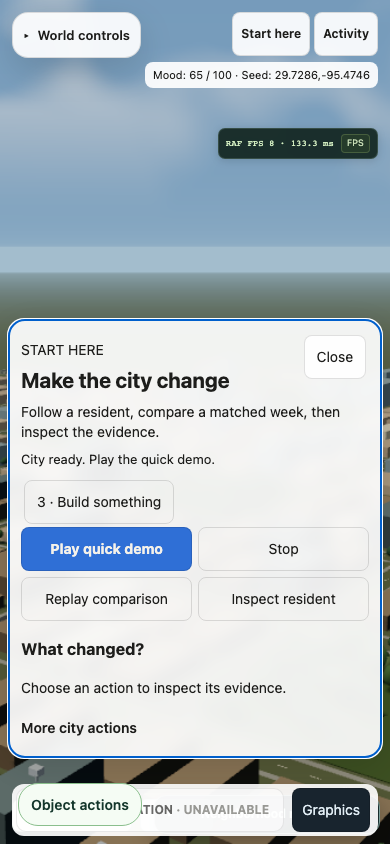 ▸ World controls
Start here
Activity
Mood: 65 / 100 · Seed: 29.7286,-95.4746
RAF FPS 8 · 133.3 ms
FPS
START HERE
Close
Make the city change
Follow a resident, compare a matched week, then
inspect the evidence.
City ready. Play the quick demo.
3 · Build something
Play quick demo
Stop
Replay comparison
Inspect resident
What changed?
Choose an action to inspect its evidence.
More city actions
Object actions
TION · UNAVAILABLE
Graphics